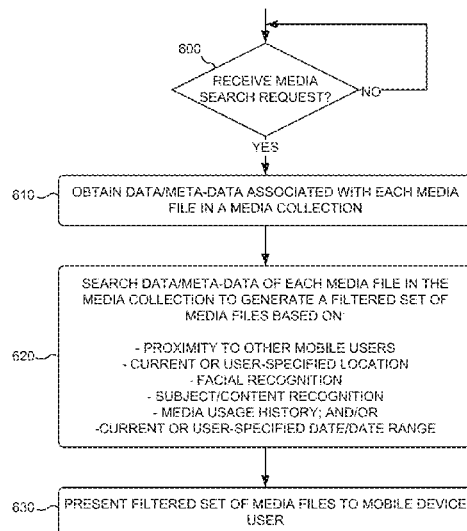 600
RECEIVE MEDIA
SEARCH REQUEST?
NO
YES
610
OBTAIN DATA/META-DATA ASSOCIATED WITH EACH MEDIA
FILE IN A MEDIA COLLECTION
620
SEARCH DATA/META-DATA OF EACH MEDIA FILE IN THE
MEDIA COLLECTION TO GENERATE A FILTERED SET OF
MEDIA FILES BASED ON:
- PROXIMITY TO OTHER MOBILE USERS
- CURRENT OR USER-SPECIFIED LOCATION
- FACIAL RECOGNITION
- SUBJECT/CONTENT RECOGNITION
- MEDIA USAGE HISTORY; AND/OR
-CURRENT OR USER-SPECIFIED DATE/DATE RANGE
630
PRESENT FILTERED SET OF MEDIA FILES TO MOBILE DEVICE
USER